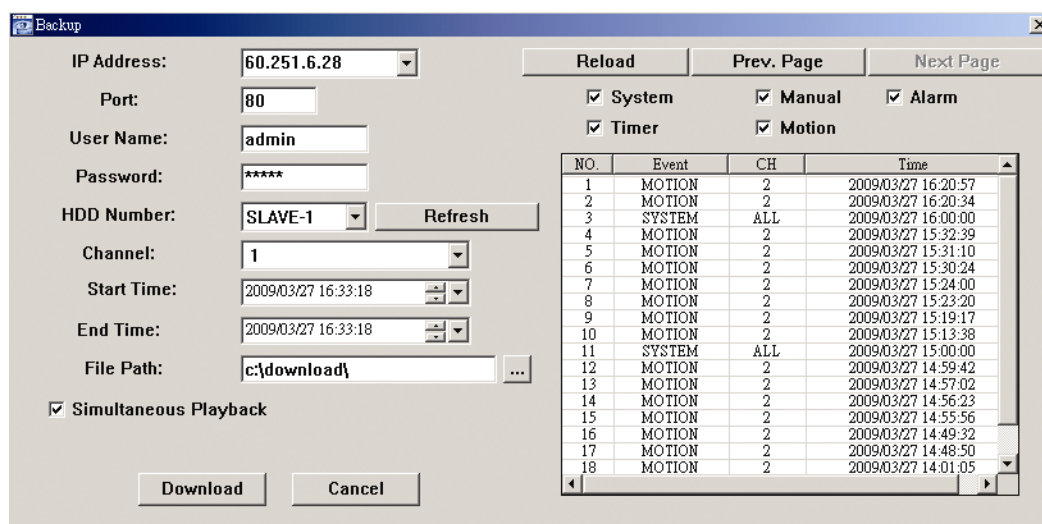 Backup
IP Address: 60.251.6.28
Port: 80
User Name: admin
Password: *****
HDD Number: SLAVE-1 Refresh
Channel: 1
Start Time: 2009/03/27 16:33:18
End Time: 2009/03/27 16:33:18
File Path: c:\download\ ...
Simultaneous Playback
Download Cancel
Reload Prev. Page Next Page
System Manual Alarm
Timer Motion
NO. Event CH Time
1 MOTION 2 2009/03/27 16:20:57
2 MOTION 2 2009/03/27 16:20:34
3 SYSTEM ALL 2009/03/27 16:00:00
4 MOTION 2 2009/03/27 15:32:39
5 MOTION 2 2009/03/27 15:31:10
6 MOTION 2 2009/03/27 15:30:24
7 MOTION 2 2009/03/27 15:24:00
8 MOTION 2 2009/03/27 15:23:20
9 MOTION 2 2009/03/27 15:19:17
10 MOTION 2 2009/03/27 15:13:38
11 SYSTEM ALL 2009/03/27 15:00:00
12 MOTION 2 2009/03/27 14:59:42
13 MOTION 2 2009/03/27 14:57:02
14 MOTION 2 2009/03/27 14:56:23
15 MOTION 2 2009/03/27 14:55:56
16 MOTION 2 2009/03/27 14:49:32
17 MOTION 2 2009/03/27 14:48:50
18 MOTION 2 2009/03/27 14:01:05